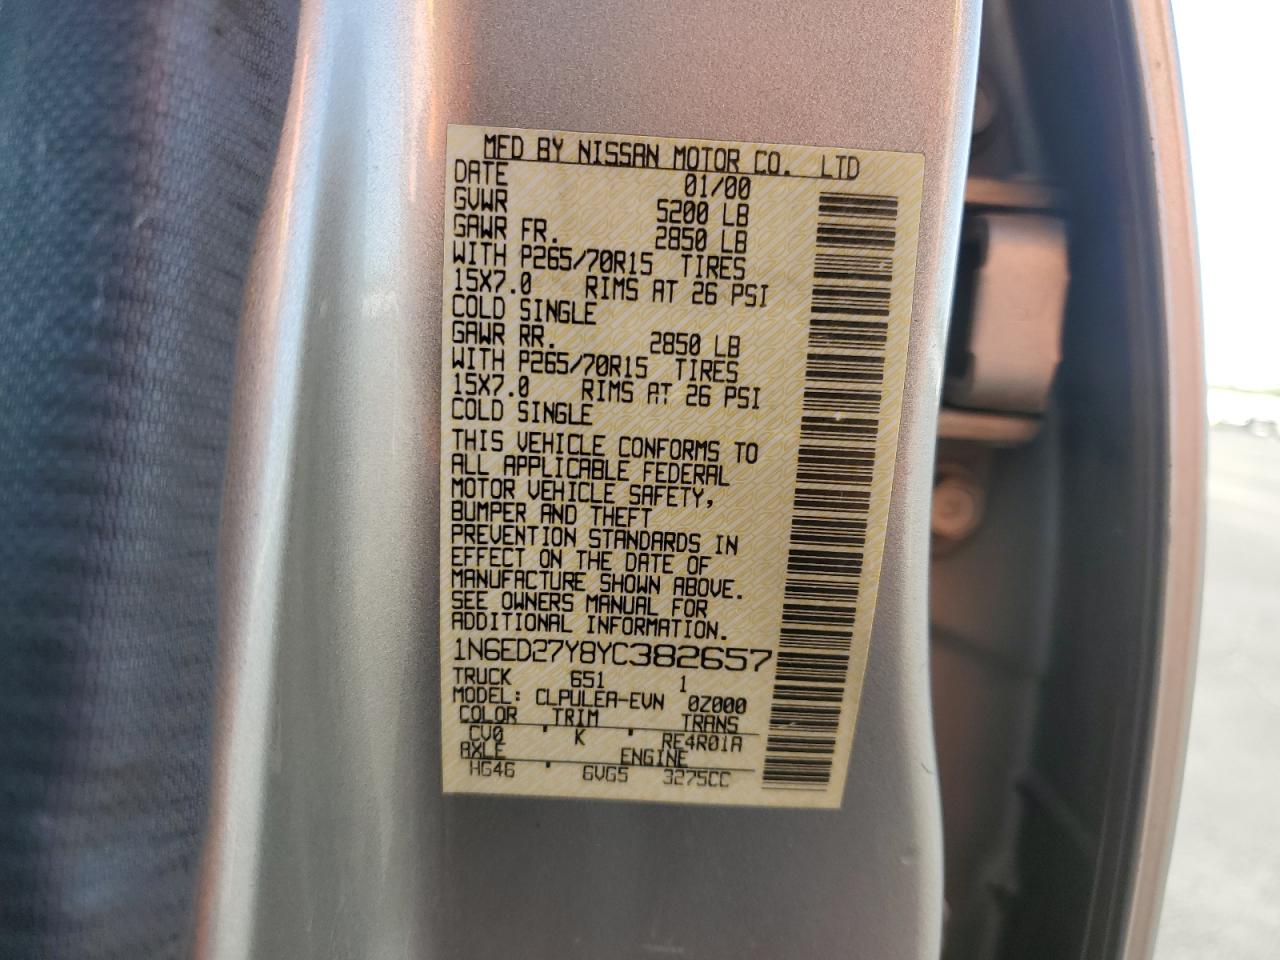 MFD BY NISSAN MOTOR CO. LTD
DATE 01/00
GVWR 5200 LB
GAWR FR. 2850 LB
WITH P265/70R15 TIRES
15X7.0 RIMS AT 26 PSI
COLD SINGLE
GAWR RR. 2850 LB
WITH P265/70R15 TIRES
15X7.0 RIMS AT 26 PSI
COLD SINGLE
THIS VEHICLE CONFORMS TO
ALL APPLICABLE FEDERAL
MOTOR VEHICLE SAFETY,
BUMPER AND THEFT
PREVENTION STANDARDS IN
EFFECT ON THE DATE OF
MANUFACTURE SHOWN ABOVE.
SEE OWNERS MANUAL FOR
ADDITIONAL INFORMATION.
1N6ED27Y8YC382657
TRUCK 651 1
MODEL: CLPULEA-EVN 0Z000
COLOR TRIM TRANS
CV0 ' K ' RE4R01A
AXLE ENGINE
HG46 ' 6VG5 3275CC